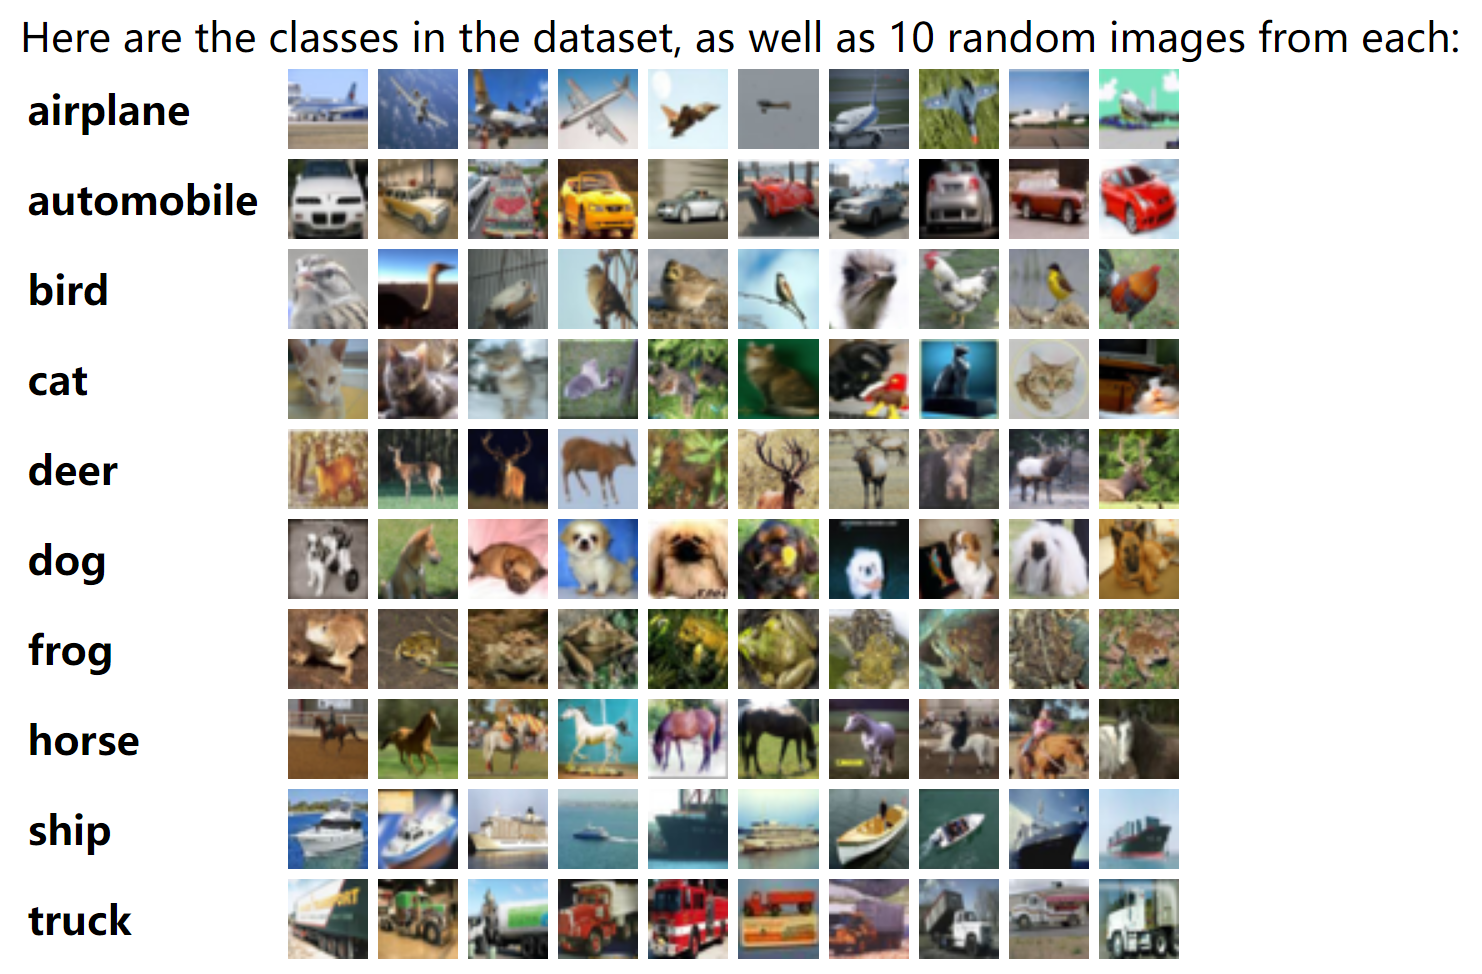 Here are the classes in the dataset, as well as 10 random images from each:
airplane
automobile
bird
cat
deer
dog
frog
horse
ship
truck